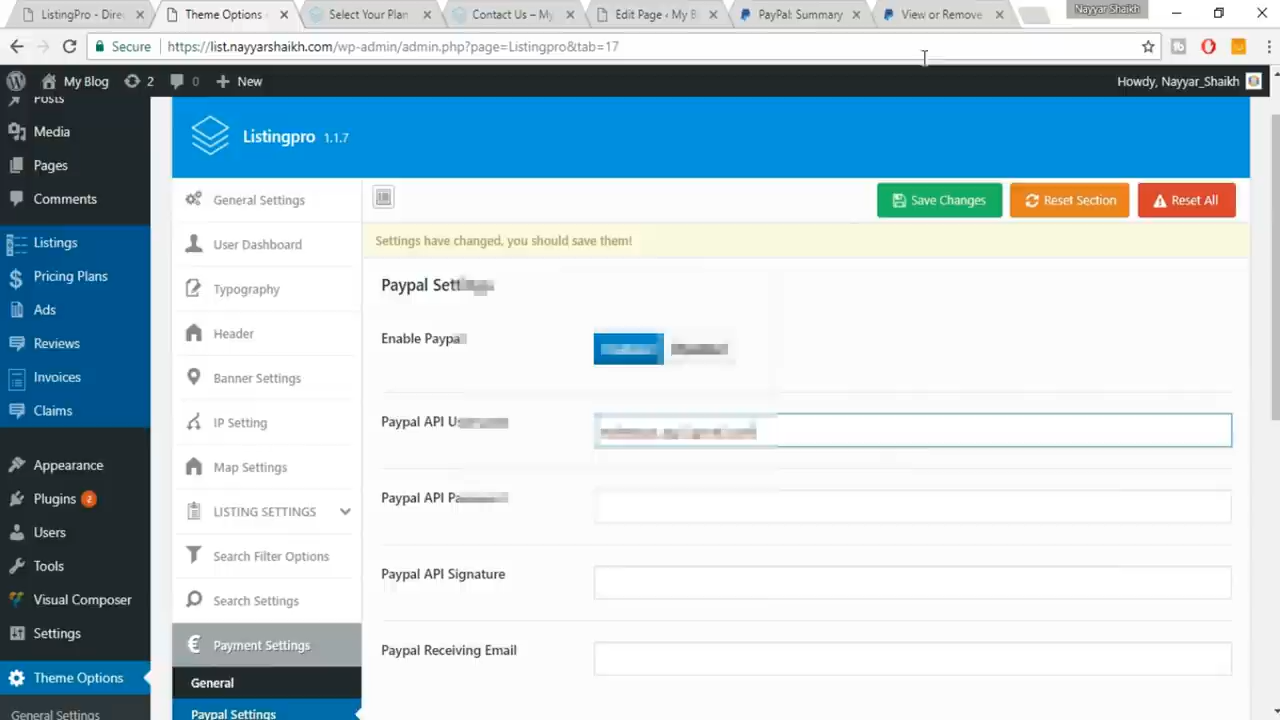 Nayyar Shaikh
ListingPro - Direc
Theme Options -
Select Your Plan
Contact Us – My
Edit Page ‹ My B
PayPal: Summary
View or Remove
Secure
https://list.nayyarshaikh.com/wp-admin/admin.php?page=Listingpro&tab=17
My Blog
2
0
New
Howdy, Nayyar_Shaikh
Posts
Media
Pages
Comments
Listings
Pricing Plans
Ads
Reviews
Invoices
Claims
Appearance
Plugins 2
Users
Tools
Visual Composer
Settings
Theme Options
General Settings
Listingpro 1.1.7
General Settings
User Dashboard
Typography
Header
Banner Settings
IP Setting
Map Settings
LISTING SETTINGS
Search Filter Options
Search Settings
Payment Settings
General
Paypal Settings
Save Changes
Reset Section
Reset All
Settings have changed, you should save them!
Paypal
Enable Paypal
Paypal API
Paypal API
Paypal API Signature
Paypal Receiving Email